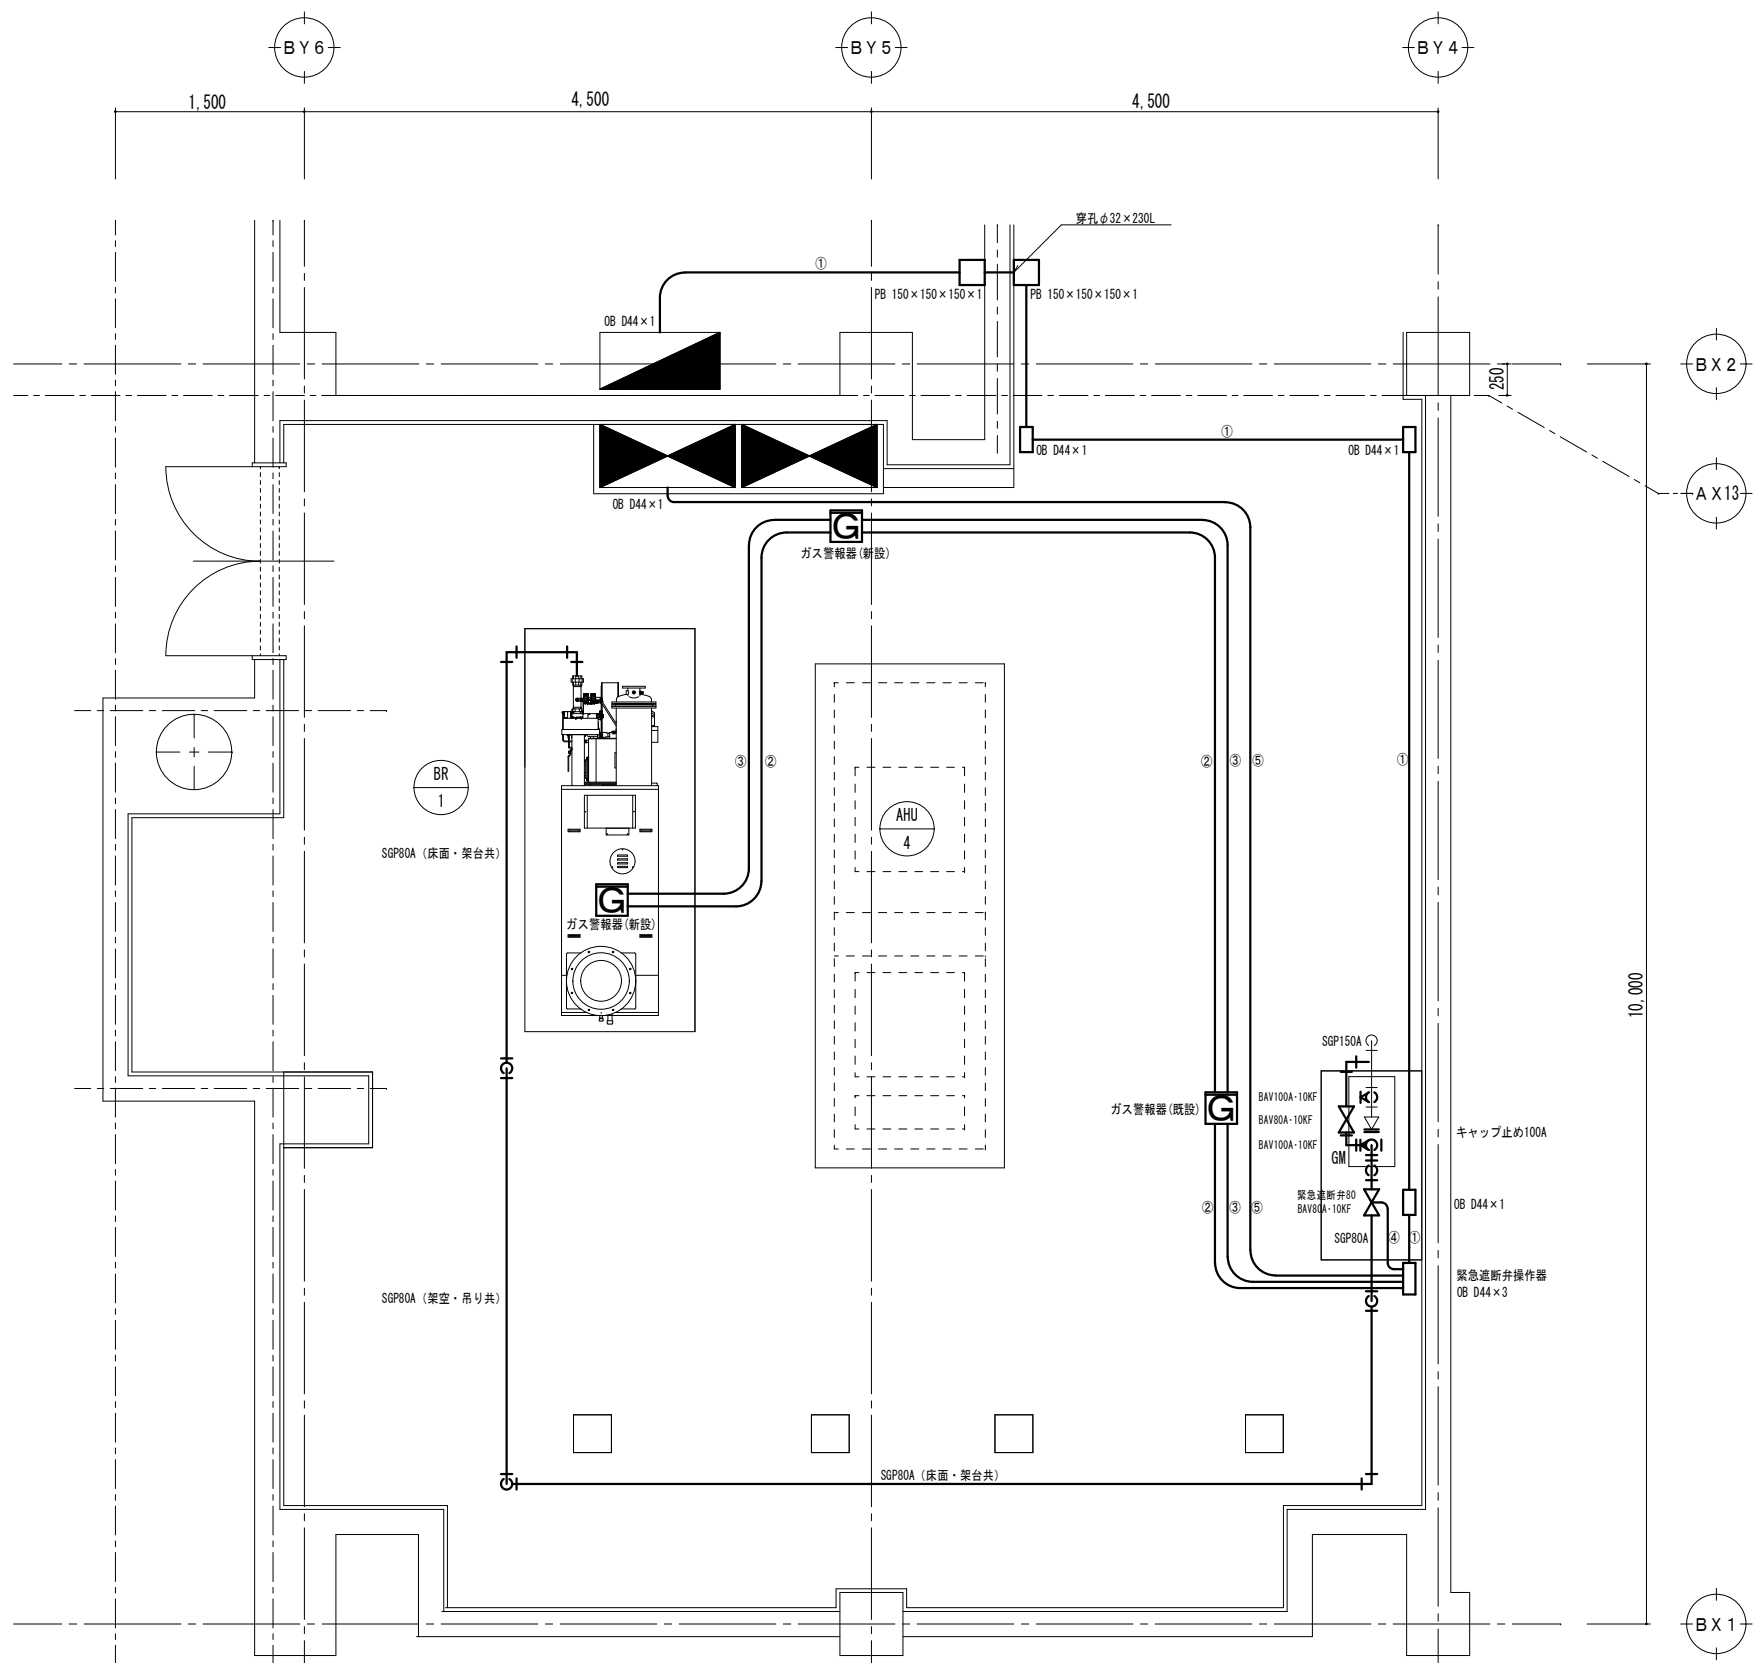 BY6
BY5
BY4
1,500
4,500
4,500
穿孔φ32×230L
①
PB 150×150×150×1
PB 150×150×150×1
OB D44×1
BX2
250
①
OB D44×1
OB D44×1
AX13
OB D44×1
G
ガス警報器(新設)
③
②
②
③
⑤
①
BR
1
AHU
4
SGP80A (床面・架台共)
G
ガス警報器(新設)
10,000
SGP150A
BAV100A・10KF
ガス警報器(既設)
G
BAV80A・10KF
キャップ止め100A
BAV100A・10KF
GM
緊急遮断弁80
BAV80A・10KF
②
③
⑤
OB D44×1
SGP80A
④
①
緊急遮断弁操作器
OB D44×3
SGP80A (架空・吊り共)
SGP80A (床面・架台共)
BX1